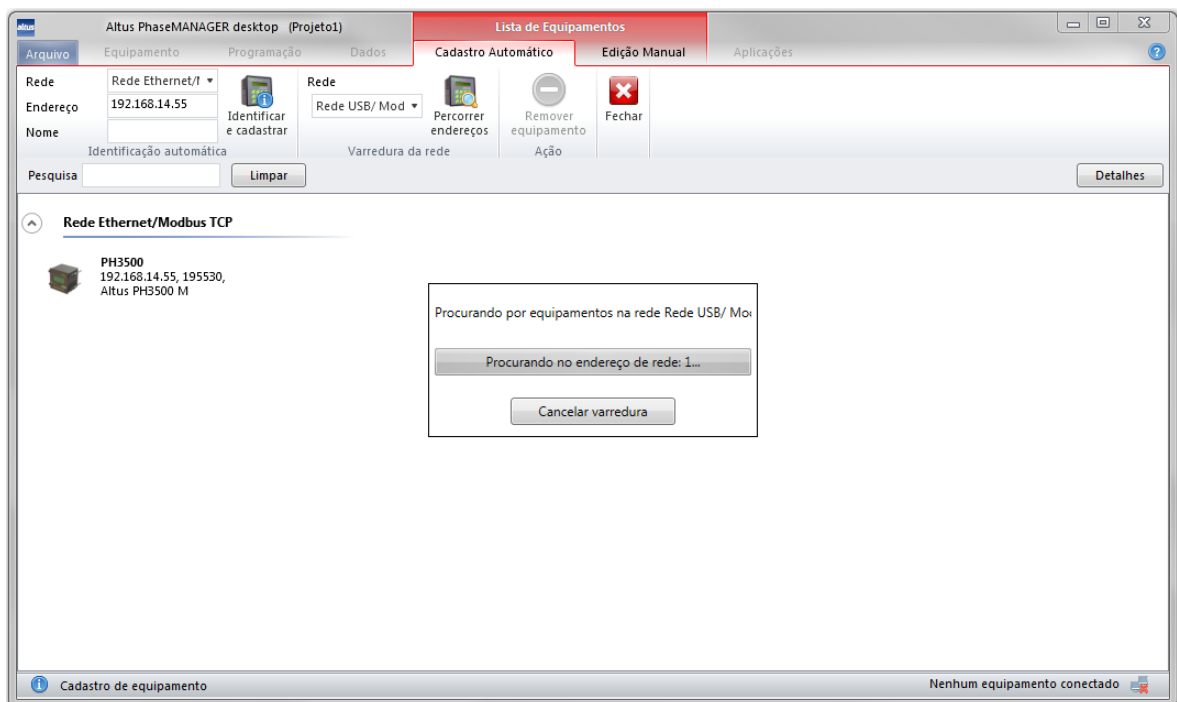 altus
Altus PhaseMANAGER desktop (Projeto1)
Lista de Equipamentos
Arquivo
Equipamento
Programação
Dados
Cadastro Automático
Edição Manual
Aplicações
?
Rede
Rede Ethernet/
Endereço
192.168.14.55
Nome
Identificar
e cadastrar
Identificação automática
Rede
Rede USB/ Mod
Percorrer
endereços
Varredura da rede
Remover
equipamento
Ação
Fechar
Pesquisa
Limpar
Detalhes
Rede Ethernet/Modbus TCP
PH3500
192.168.14.55, 195530,
Altus PH3500 M
Procurando por equipamentos na rede Rede USB/ Mo
Procurando no endereço de rede: 1...
Cancelar varredura
Cadastro de equipamento
Nenhum equipamento conectado